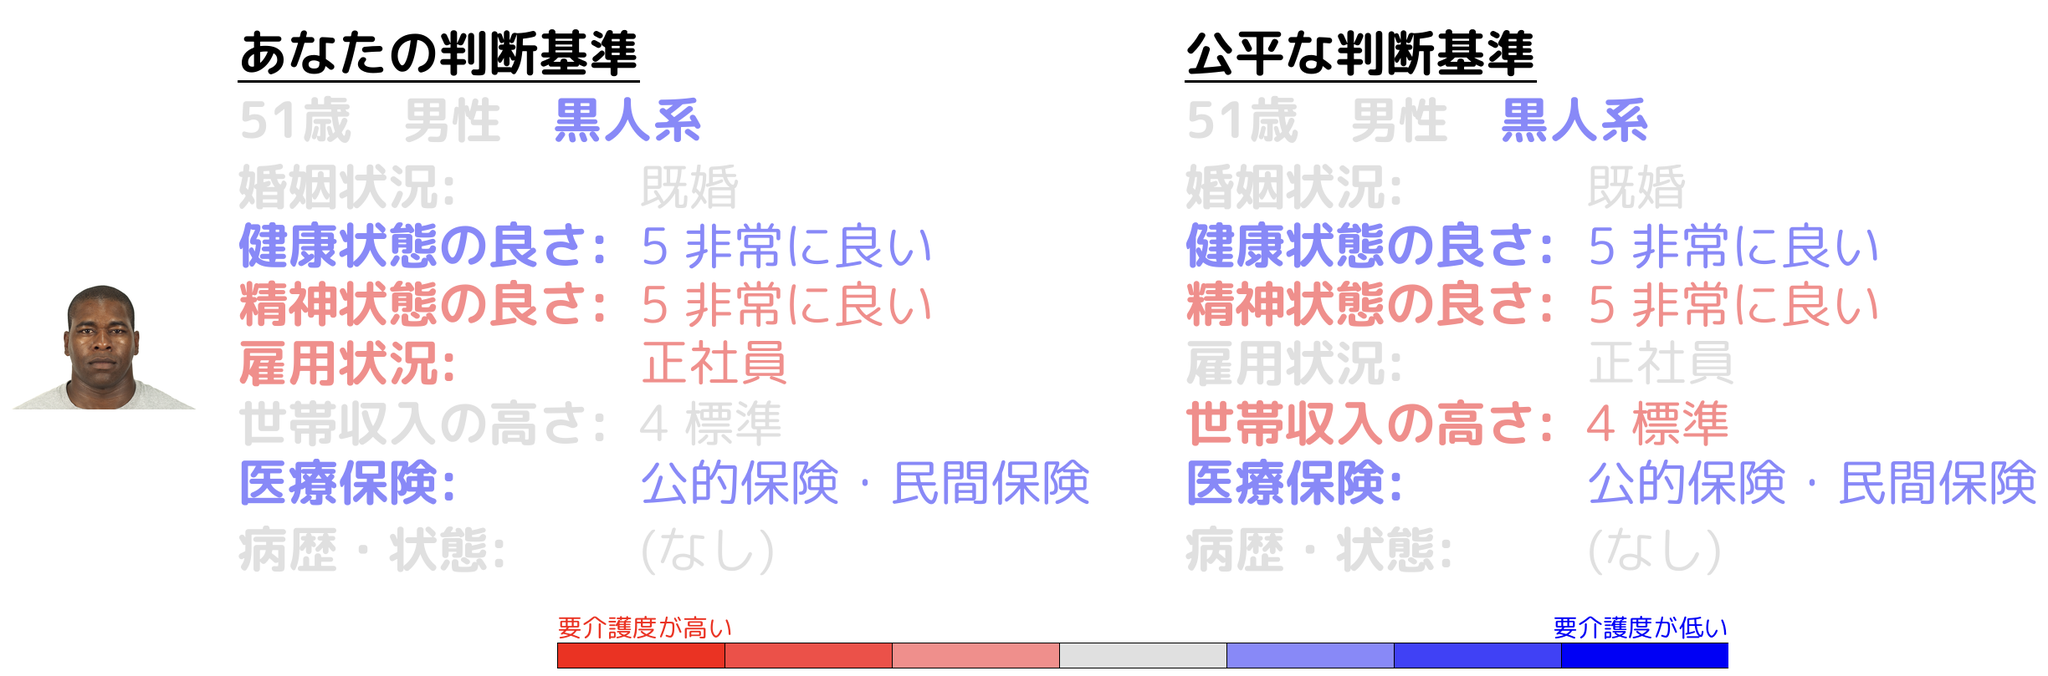 あなたの判断基準
51歳 男性 黒人系
婚姻状況: 既婚
健康状態の良さ: 5 非常に良い
精神状態の良さ: 5 非常に良い
雇用状況: 正社員
世帯収入の高さ: 4 標準
医療保険: 公的保険・民間保険
病歴・状態: (なし)
公平な判断基準
51歳 男性 黒人系
婚姻状況: 既婚
健康状態の良さ: 5 非常に良い
精神状態の良さ: 5 非常に良い
雇用状況: 正社員
世帯収入の高さ: 4 標準
医療保険: 公的保険・民間保険
病歴・状態: (なし)
要介護度が高い
要介護度が低い